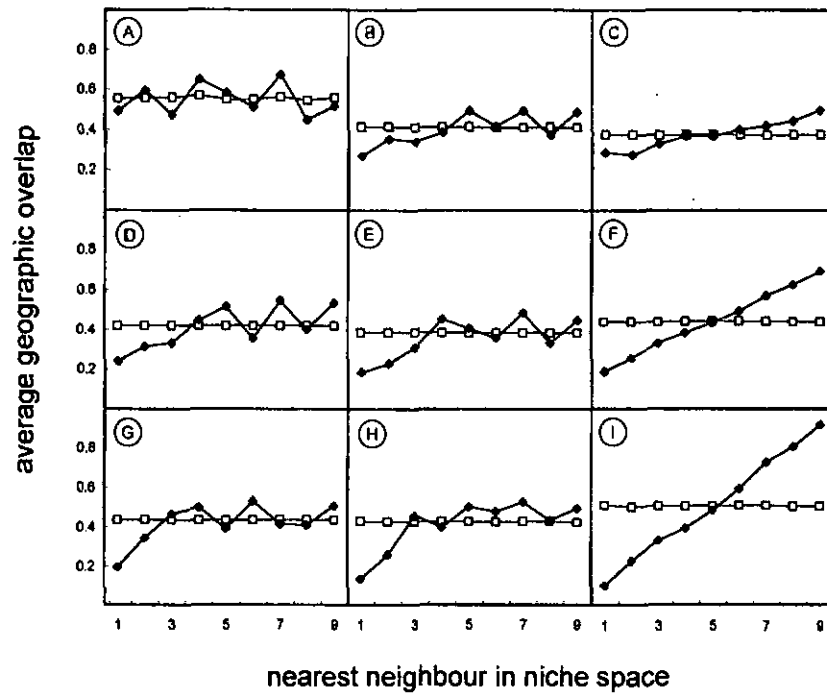 average geographic overlap
A
B
C
0.8
0.6
0.4
0.2
D
E
F
0.8
0.6
0.4
0.2
G
H
I
0.8
0.6
0.4
0.2
1 3 5 7 9 1 3 5 7 9 1 3 5 7 9
nearest neighbour in niche space